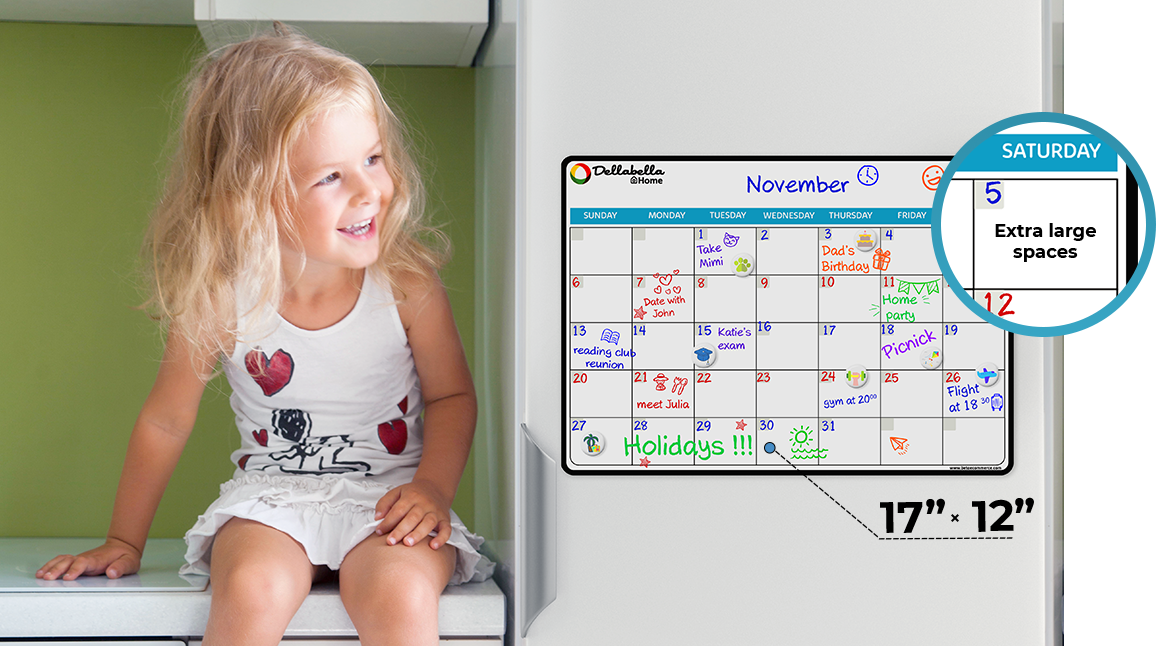 Dellabella
Home
November
SUNDAY MONDAY TUESDAY WEDNESDAY THURSDAY FRIDAY
SATURDAY
1 2 3 4
5
Take
Mimi
Dad's
Birthday
Extra large
spaces
6 7 8 9 10 11
12
Date with
John
Home
party
13 14 15 16 17 18 19
reading club
reunion
Katie's
exam
Picnick
20 21 22 23 24 25 26
meet Julia
gym at 20⁰⁰
Flight
at 18 ³⁰
27 28 29 30 31
Holidays !!!
17” × 12”